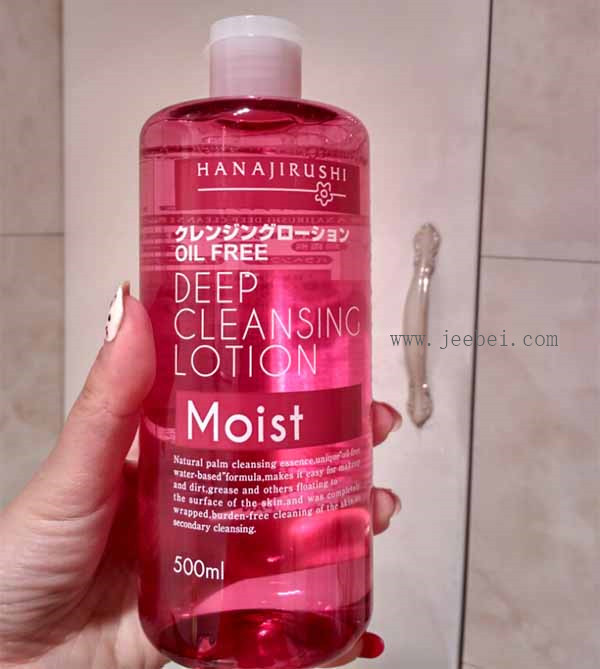 HANAJIRUSHI
クレンジングローション
OIL FREE
DEEP
CLEANSING
LOTION
www.jeebei.com
Moist
Natural palm cleansing essence,unique"oil-free,
water-based"formula,makes it easy for makeup
and dirt,grease and others floating to
the surface of the skin,and was completely
wrapped,burden-free cleaning of the skin
secondary cleansing.
500ml